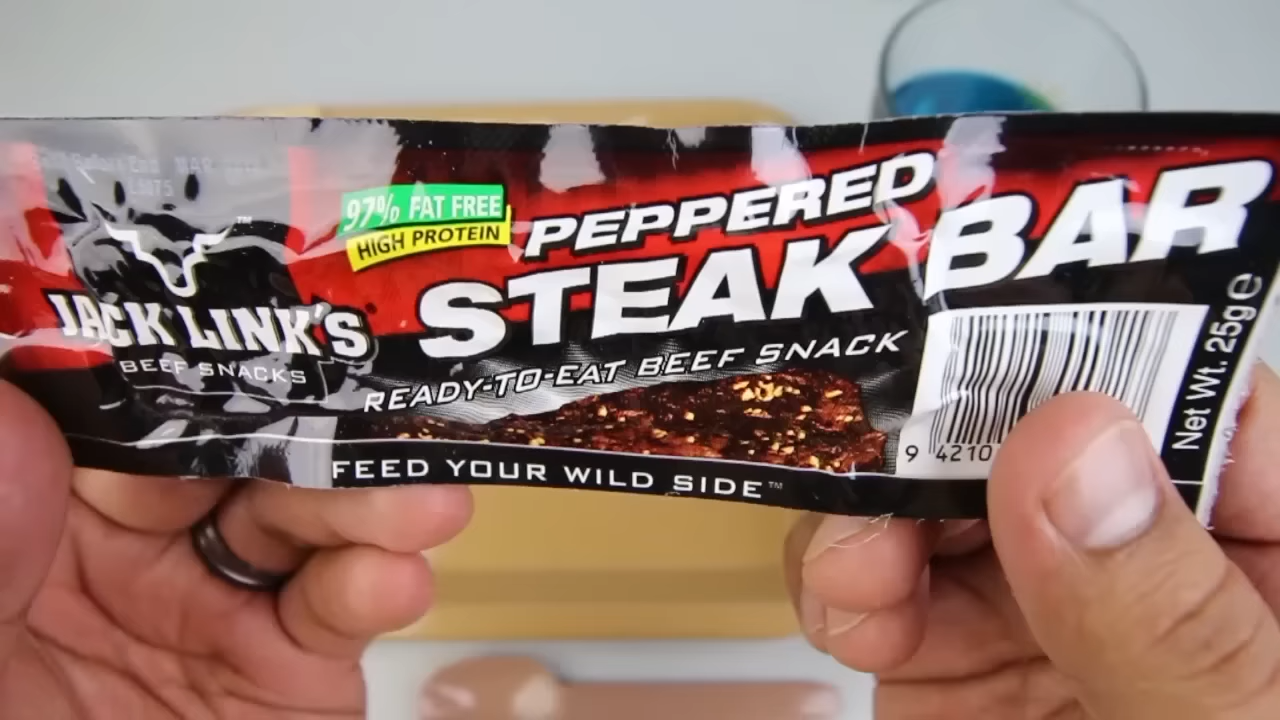 JACK LINK'S
BEEF SNACKS
97% FAT FREE
HIGH PROTEIN
PEPPERED
STEAK BAR
READY-TO-EAT BEEF SNACK
FEED YOUR WILD SIDE™
9 4210
Net Wt. 25g e